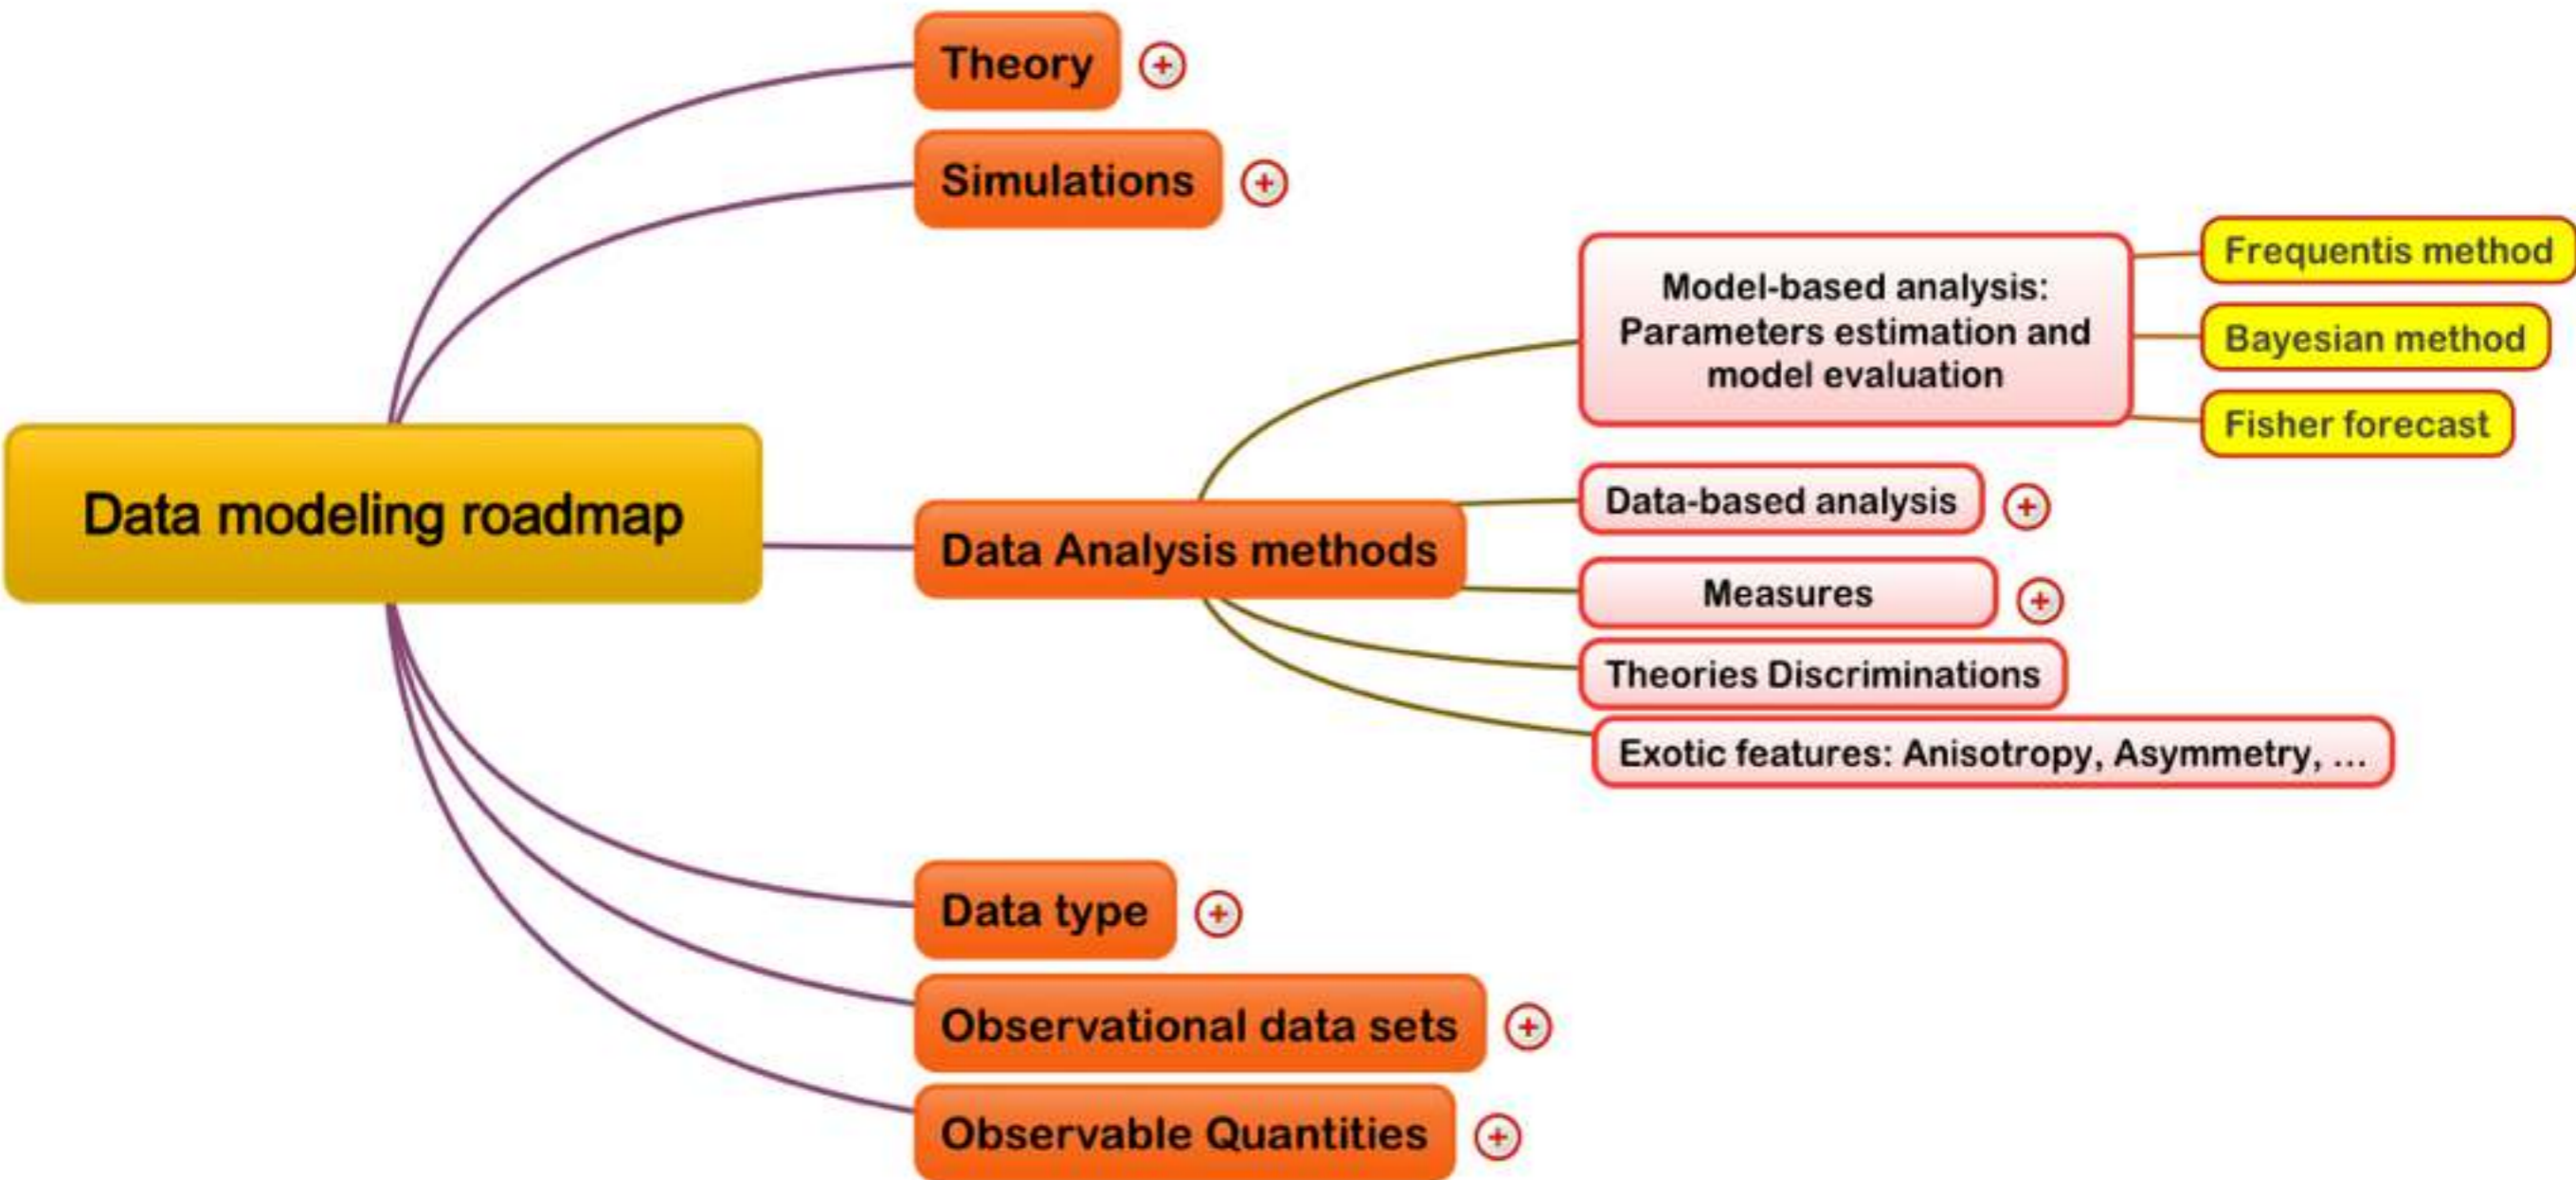 Theory
Simulations
Data modeling roadmap
Data Analysis methods
Model-based analysis:
Parameters estimation and
model evaluation
Frequentis method
Bayesian method
Fisher forecast
Data-based analysis
Measures
Theories Discriminations
Exotic features: Anisotropy, Asymmetry, ...
Data type
Observational data sets
Observable Quantities